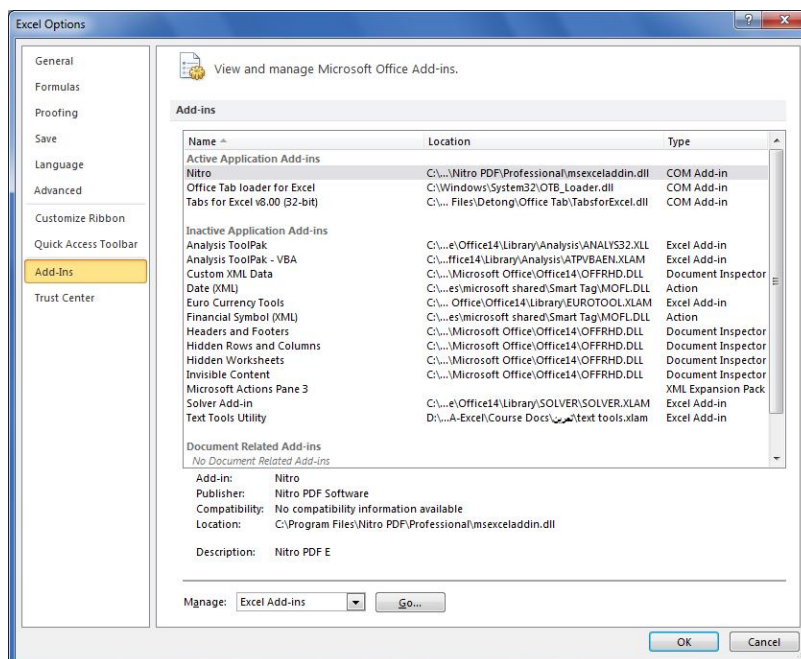 Excel Options
General
Formulas
Proofing
Save
Language
Advanced
Customize Ribbon
Quick Access Toolbar
Add-Ins
Trust Center
View and manage Microsoft Office Add-ins.
Add-ins
Name Location Type
Active Application Add-ins
Nitro C:\...\Nitro PDF\Professional\msexceladdin.dll COM Add-in
Office Tab loader for Excel C:\Windows\System32\OTB_Loader.dll COM Add-in
Tabs for Excel v8.00 (32-bit) C:\... Files\Detong\Office Tab\TabsforExcel.dll COM Add-in
Inactive Application Add-ins
Analysis ToolPak C:\...e\Office14\Library\Analysis\ANALYS32.XLL Excel Add-in
Analysis ToolPak - VBA C:\...ffice14\Library\Analysis\ATPVBAEN.XLAM Excel Add-in
Custom XML Data C:\...\Microsoft Office\Office14\OFFRHD.DLL Document Inspector
Date (XML) C:\...es\microsoft shared\Smart Tag\MOFL.DLL Action
Euro Currency Tools C:\... Office\Office14\Library\EUROTOOL.XLAM Excel Add-in
Financial Symbol (XML) C:\...es\microsoft shared\Smart Tag\MOFL.DLL Action
Headers and Footers C:\...\Microsoft Office\Office14\OFFRHD.DLL Document Inspector
Hidden Rows and Columns C:\...\Microsoft Office\Office14\OFFRHD.DLL Document Inspector
Hidden Worksheets C:\...\Microsoft Office\Office14\OFFRHD.DLL Document Inspector
Invisible Content C:\...\Microsoft Office\Office14\OFFRHD.DLL Document Inspector
Microsoft Actions Pane 3 XML Expansion Pack
Solver Add-in C:\...e\Office14\Library\SOLVER\SOLVER.XLAM Excel Add-in
Text Tools Utility D:\...A-Excel\Course Docs\تمرين\text tools.xlam Excel Add-in
Document Related Add-ins
No Document Related Add-ins
Add-in: Nitro
Publisher: Nitro PDF Software
Compatibility: No compatibility information available
Location: C:\Program Files\Nitro PDF\Professional\msexceladdin.dll
Description: Nitro PDF E
Manage: Excel Add-ins Go...
OK Cancel